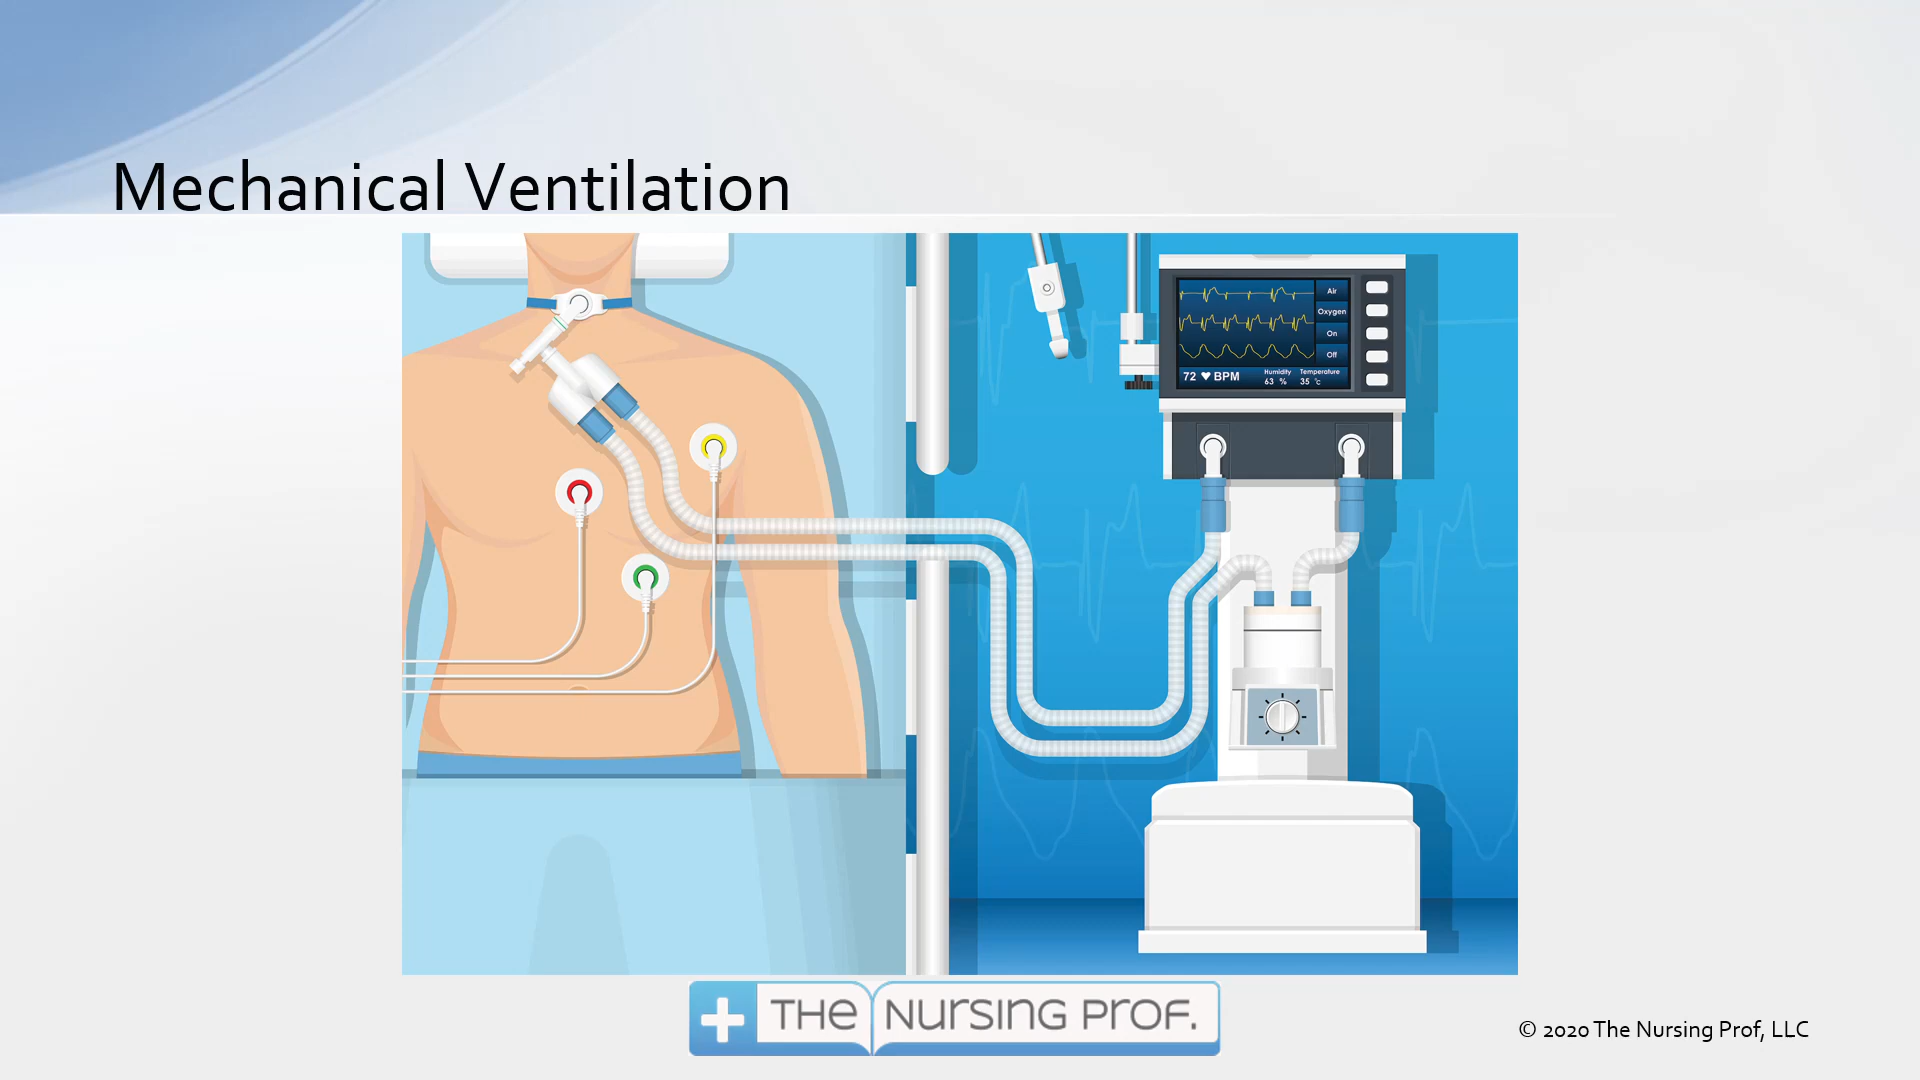 Mechanical Ventilation
Air
Oxygen
On
Off
72 ♥ BPM
Humidity
63 %
Temperature
35 °c
THE NURSING PROF.
© 2020 The Nursing Prof, LLC